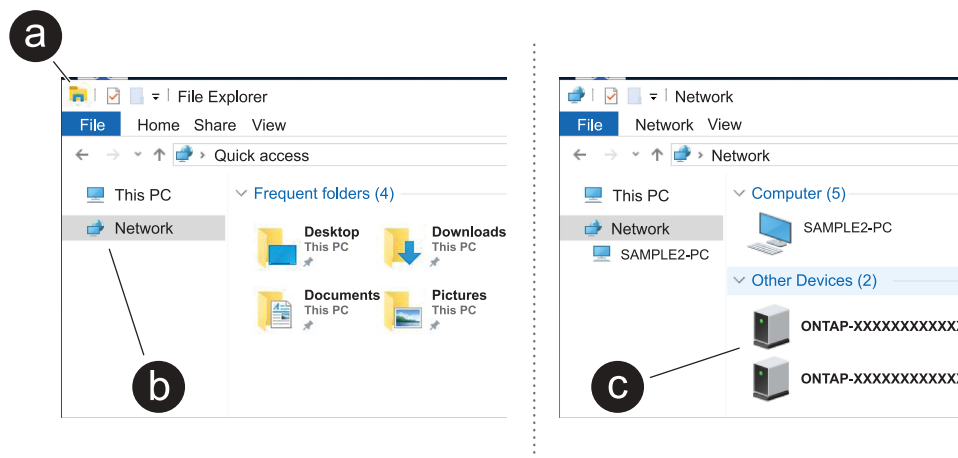 a
File Explorer
File Home Share View
Quick access
This PC
Network
Frequent folders (4)
Desktop
This PC
Downloads
This PC
Documents
This PC
Pictures
This PC
b
Network
File Network View
Network
This PC
Network
SAMPLE2-PC
Computer (5)
SAMPLE2-PC
Other Devices (2)
ONTAP-XXXXXXXXXXXX
ONTAP-XXXXXXXXXXXX
c